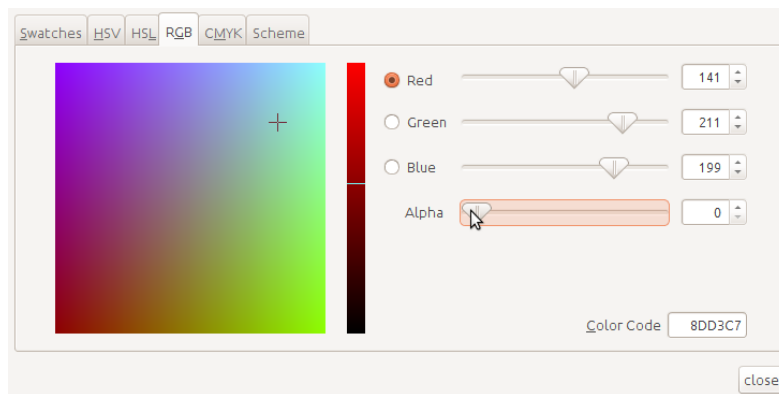 Swatches HSV HSL RGB CMYK Scheme
Red 141
Green 211
Blue 199
Alpha 0
Color Code 8DD3C7
close